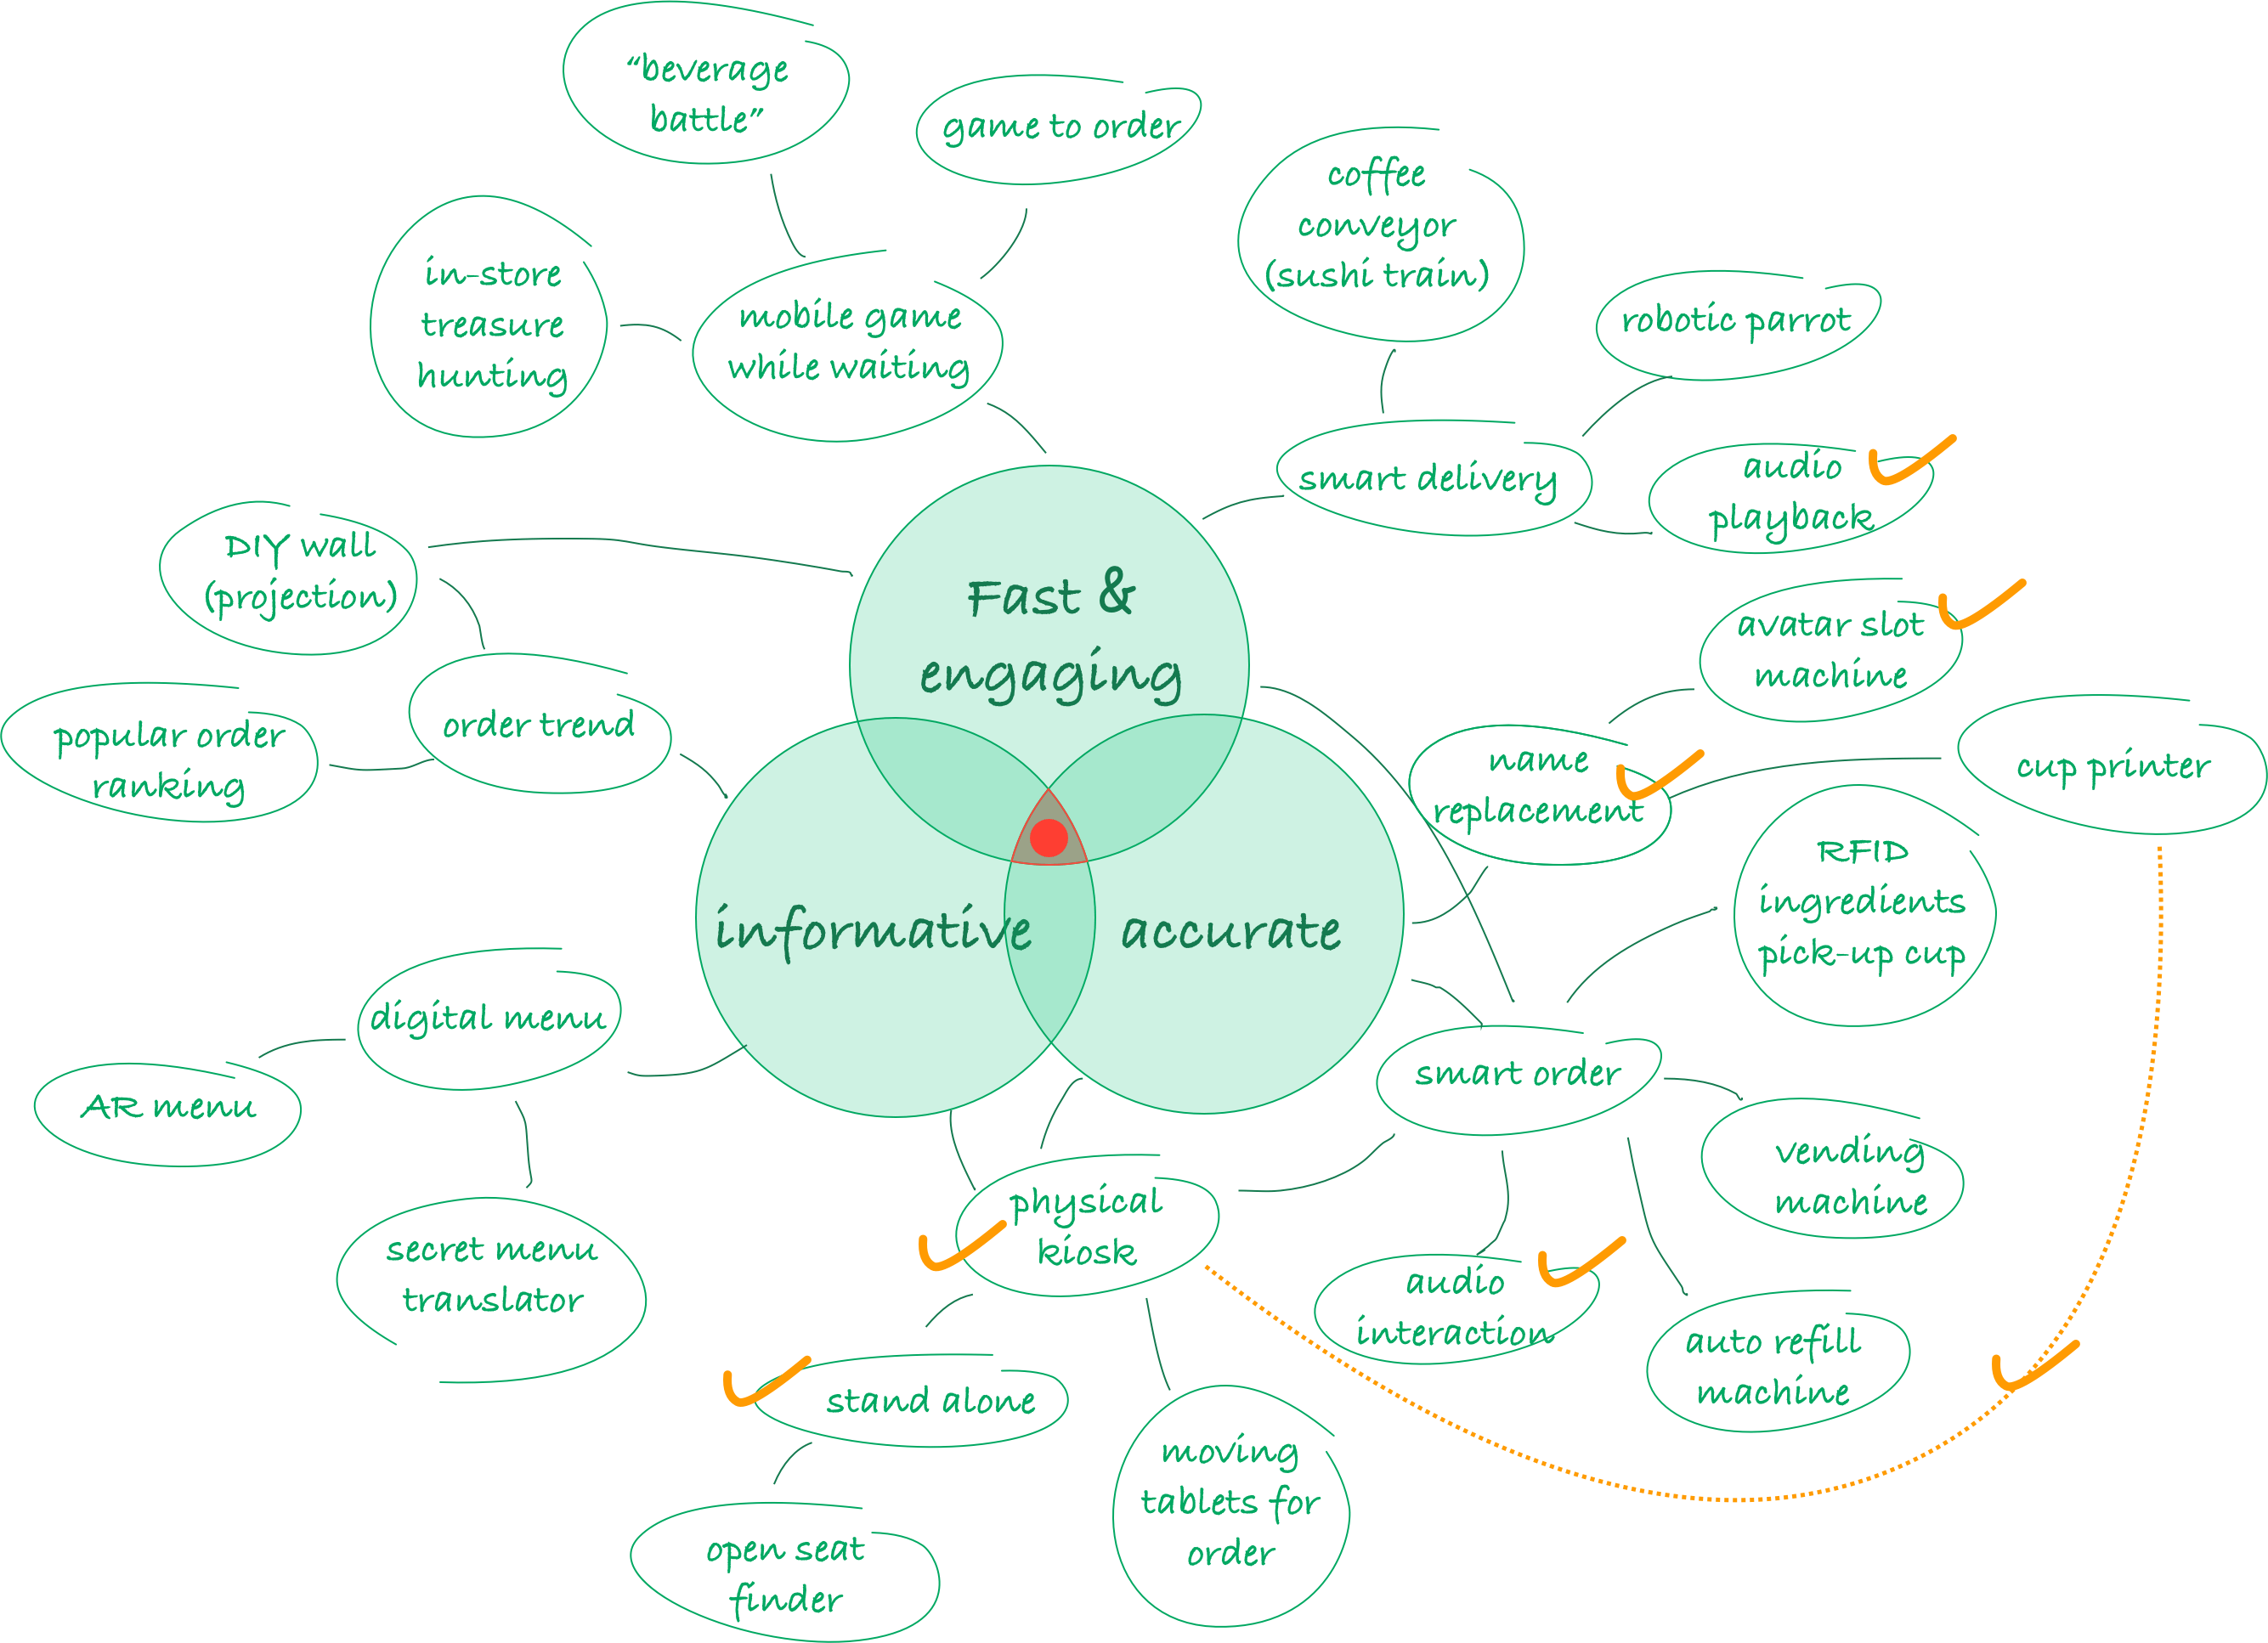 “beverage
battle”
game to order
coffee
conveyor
(sushi train)
in-store
treasure
hunting
mobile game
while waiting
robotic parrot
smart delivery
audio
playback
DIY wall
(projection)
Fast &
engaging
avatar slot
machine
order trend
popular order
ranking
name
replacement
cup printer
RFID
ingredients
pick-up cup
informative
accurate
digital menu
AR menu
smart order
secret menu
translator
physical
kiosk
vending
machine
audio
interaction
auto refill
machine
stand alone
moving
tablets for
order
open seat
finder